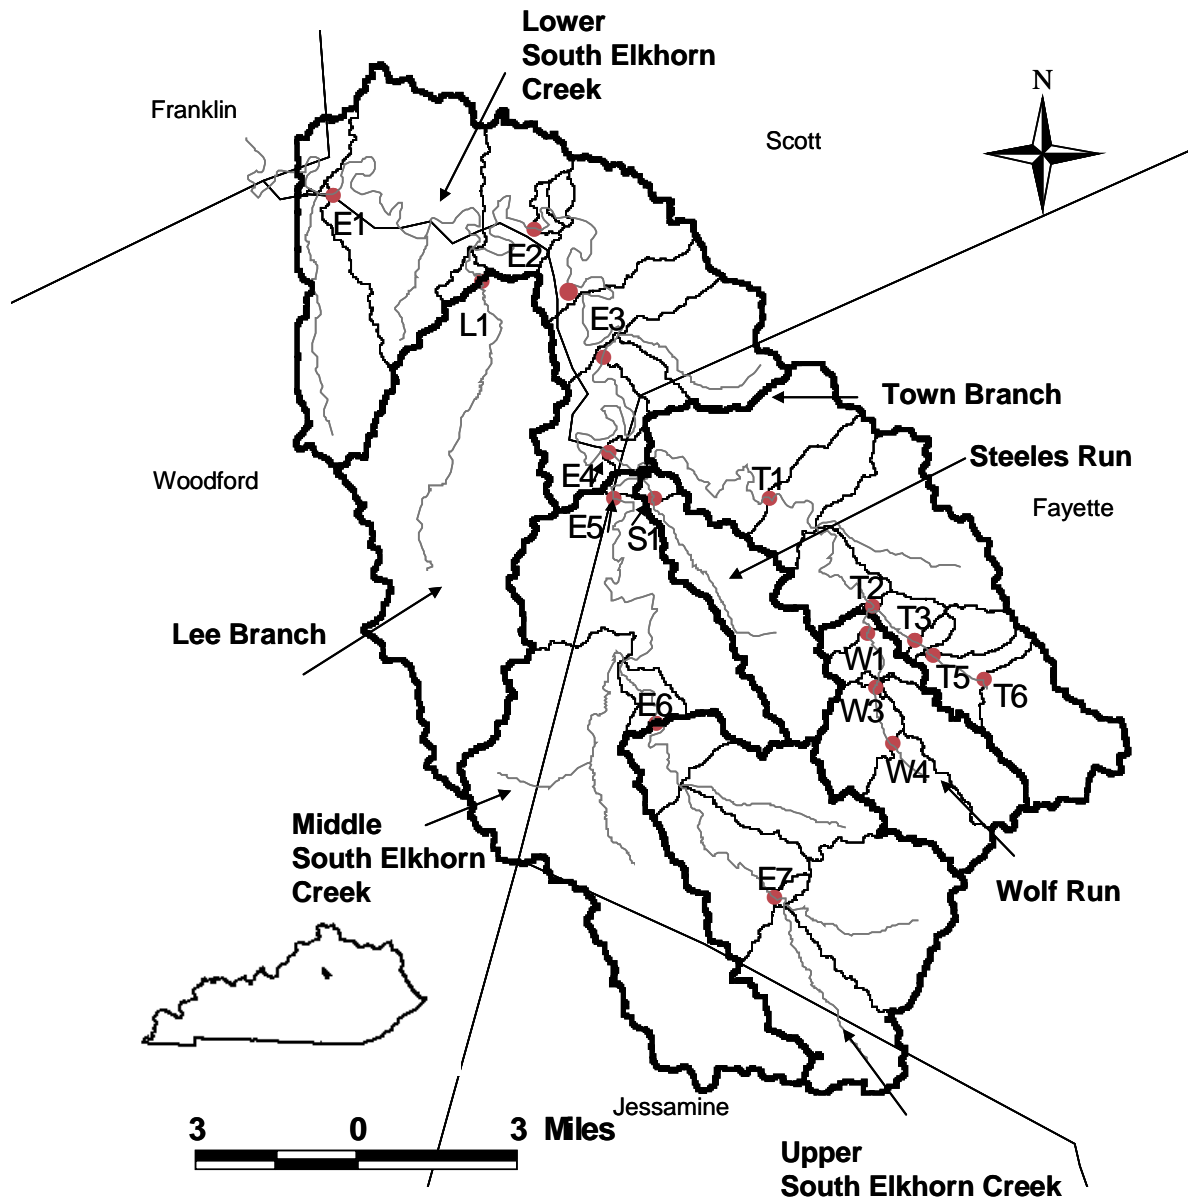 Lower
South Elkhorn
Creek
Franklin
Scott
N
E1
E2
L1
E3
Town Branch
Steeles Run
Woodford
E4
T1
Fayette
E5
S1
T2
T3
Lee Branch
W1
T5
T6
E6
W3
W4
Middle
South Elkhorn
Creek
E7
Wolf Run
Jessamine
3 0 3 Miles
Upper
South Elkhorn Creek